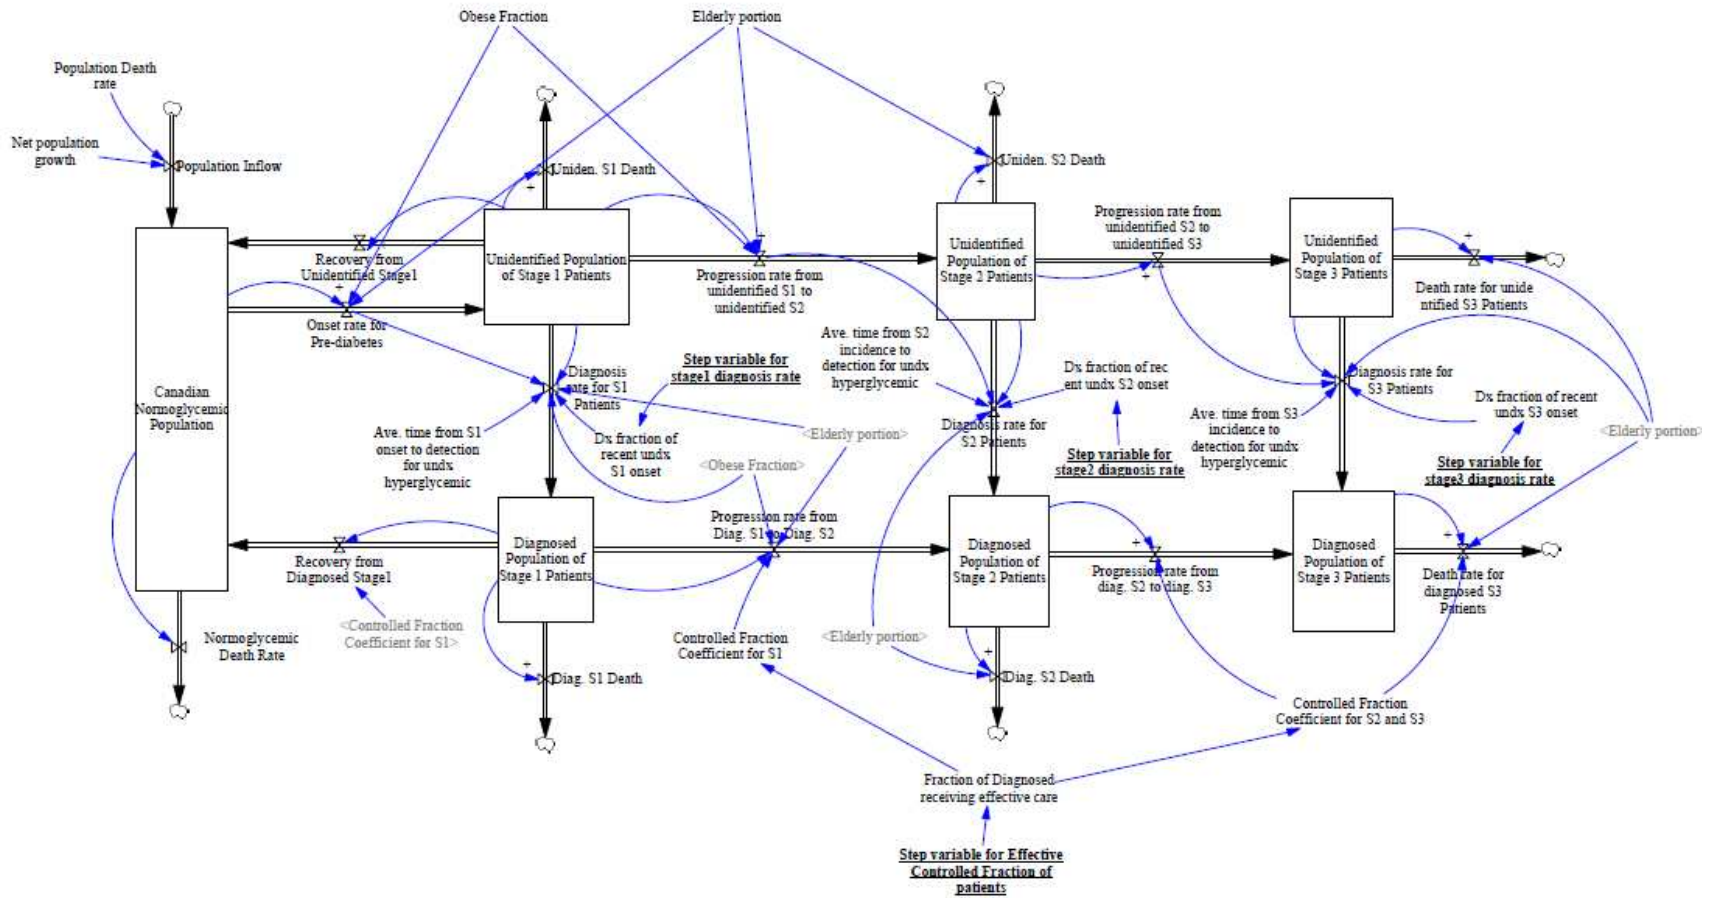 Obese Fraction
Elderly portion
Population Death
rate
Net population
growth
Population Inflow
Uniden. S1 Death
Uniden. S2 Death
Recovery from
Unidentified Stage1
Unidentified Population
of Stage 1 Patients
Progression rate from
unidentified S1 to
unidentified S2
Unidentified
Population of
Stage 2 Patients
Progression rate from
unidentified S2 to
unidentified S3
Unidentified
Population of
Stage 3 Patients
Death rate for unide
ntified S3 Patients
Onset rate for
Pre-diabetes
Canadian
Normoglycemic
Population
Diagnosis
rate for S1
Patients
Step variable for
stage1 diagnosis rate
Ave. time from S2
incidence to
detection for undx
hyperglycemic
Dx fraction of rec
ent undx S2 onset
Diagnosis rate for
S3 Patients
Ave. time from S1
onset to detection
for undx
hyperglycemic
Dx fraction of
recent undx
S1 onset
<Elderly portion>
<Obese Fraction>
Diagnosis rate for
S2 Patients
Step variable for
stage2 diagnosis rate
Ave. time from S3
incidence to
detection for undx
hyperglycemic
Dx fraction of recent
undx S3 onset
Step variable for
stage3 diagnosis rate
<Elderly portion>
Recovery from
Diagnosed Stage1
Diagnosed
Population of
Stage 1 Patients
Progression rate from
Diag. S1 to Diag. S2
Diagnosed
Population of
Stage 2 Patients
Progression rate from
diag. S2 to diag. S3
Diagnosed
Population of
Stage 3 Patients
Death rate for
diagnosed S3
Patients
Normoglycemic
Death Rate
<Controlled Fraction
Coefficient for S1>
Diag. S1 Death
Controlled Fraction
Coefficient for S1
<Elderly portion>
Diag. S2 Death
Controlled Fraction
Coefficient for S2 and S3
Fraction of Diagnosed
receiving effective care
Step variable for Effective
Controlled Fraction of
patients